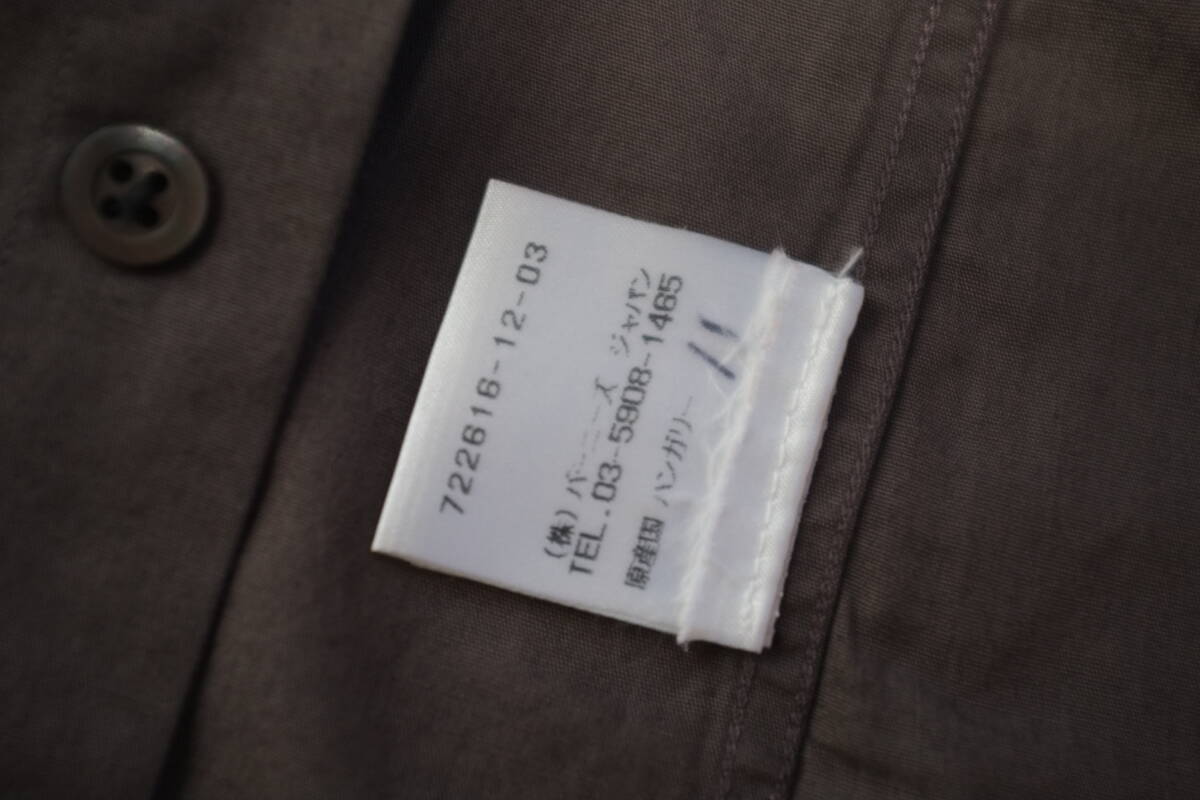 722616-12-03
(株) バーニーズ ジャパン
TEL.03-5908-1465
原産国 ハンガリー